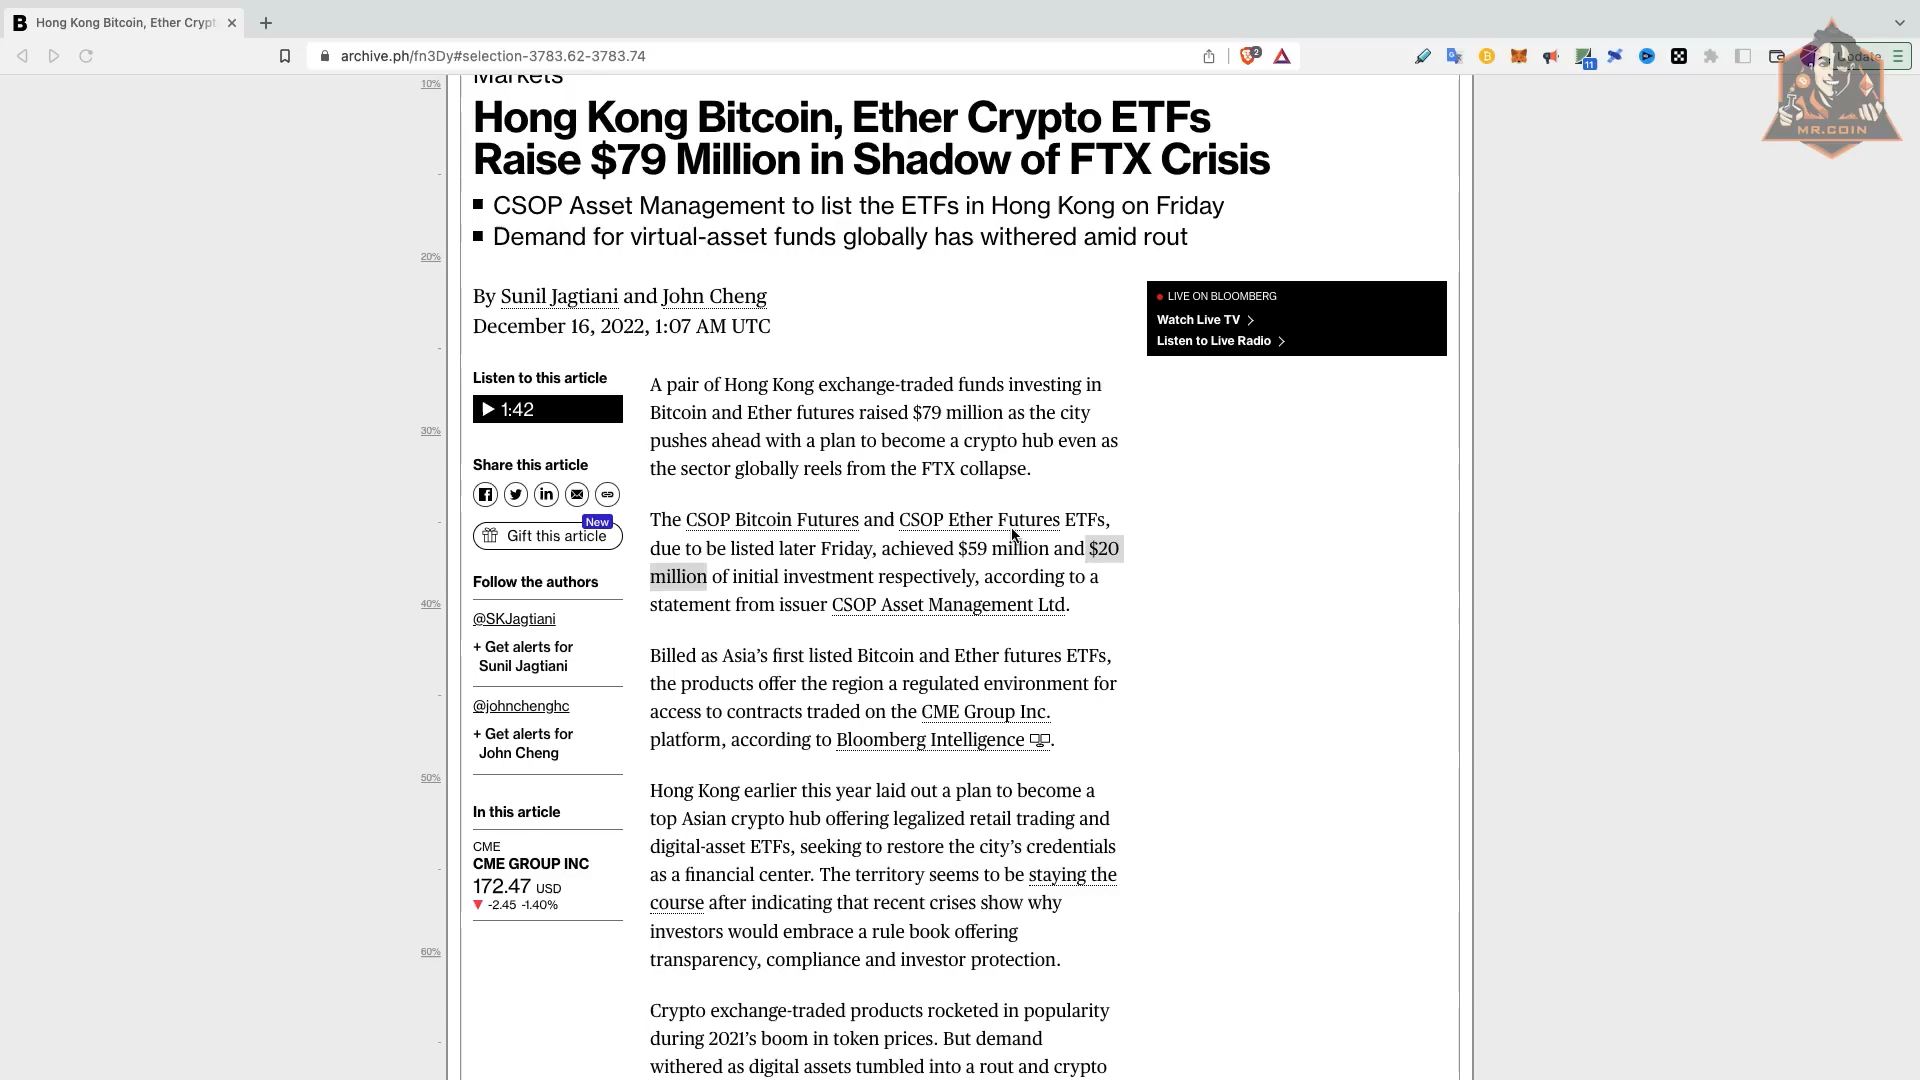 Hong Kong Bitcoin, Ether Crypt
archive.ph/fn3Dy#selection-3783.62-3783.74
2
11
Update
MR.COIN
Markets
10%
Hong Kong Bitcoin, Ether Crypto ETFs
Raise $79 Million in Shadow of FTX Crisis
CSOP Asset Management to list the ETFs in Hong Kong on Friday
Demand for virtual-asset funds globally has withered amid rout
20%
By Sunil Jagtiani and John Cheng
December 16, 2022, 1:07 AM UTC
LIVE ON BLOOMBERG
Watch Live TV
Listen to Live Radio
Listen to this article
1:42
30%
Share this article
New
Gift this article
Follow the authors
40%
@SKJagtiani
+ Get alerts for
Sunil Jagtiani
@johnchenghc
+ Get alerts for
John Cheng
50%
In this article
CME
CME GROUP INC
172.47 USD
-2.45 -1.40%
60%
A pair of Hong Kong exchange-traded funds investing in
Bitcoin and Ether futures raised $79 million as the city
pushes ahead with a plan to become a crypto hub even as
the sector globally reels from the FTX collapse.
The CSOP Bitcoin Futures and CSOP Ether Futures ETFs,
due to be listed later Friday, achieved $59 million and $20
million of initial investment respectively, according to a
statement from issuer CSOP Asset Management Ltd.
Billed as Asia’s first listed Bitcoin and Ether futures ETFs,
the products offer the region a regulated environment for
access to contracts traded on the CME Group Inc.
platform, according to Bloomberg Intelligence.
Hong Kong earlier this year laid out a plan to become a
top Asian crypto hub offering legalized retail trading and
digital-asset ETFs, seeking to restore the city’s credentials
as a financial center. The territory seems to be staying the
course after indicating that recent crises show why
investors would embrace a rule book offering
transparency, compliance and investor protection.
Crypto exchange-traded products rocketed in popularity
during 2021’s boom in token prices. But demand
withered as digital assets tumbled into a rout and crypto